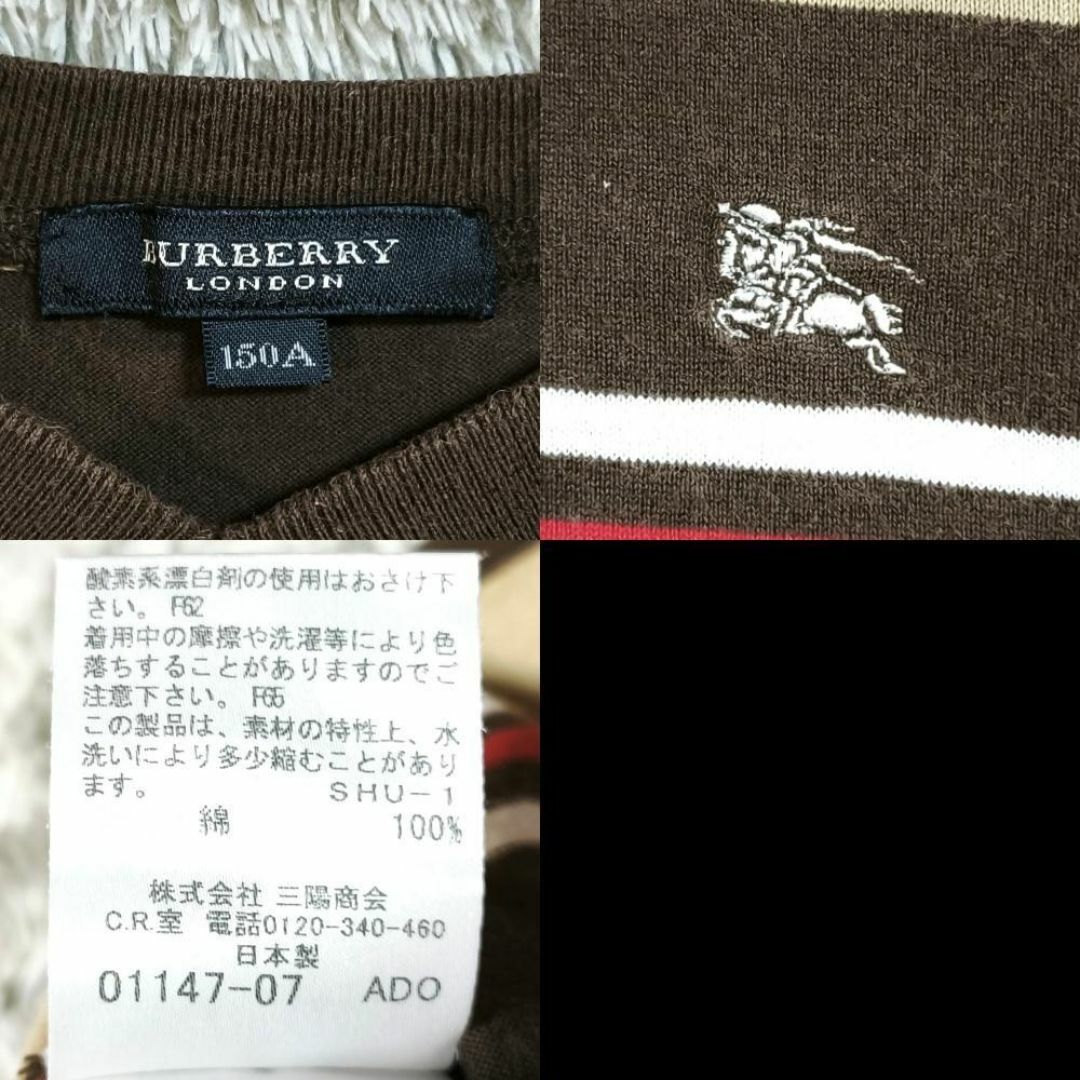 BURBERRY
LONDON
150A
酸素系漂白剤の使用はおさけ下
さい。 F62
着用中の摩擦や洗濯等により色
落ちすることがありますのでご
注意下さい。 F65
この製品は、素材の特性上、水
洗いにより多少縮むことがあり
ます。 SHU-1
綿 100%
株式会社 三陽商会
C.R.室 電話0120-340-460
日本製
01147-07 ADO